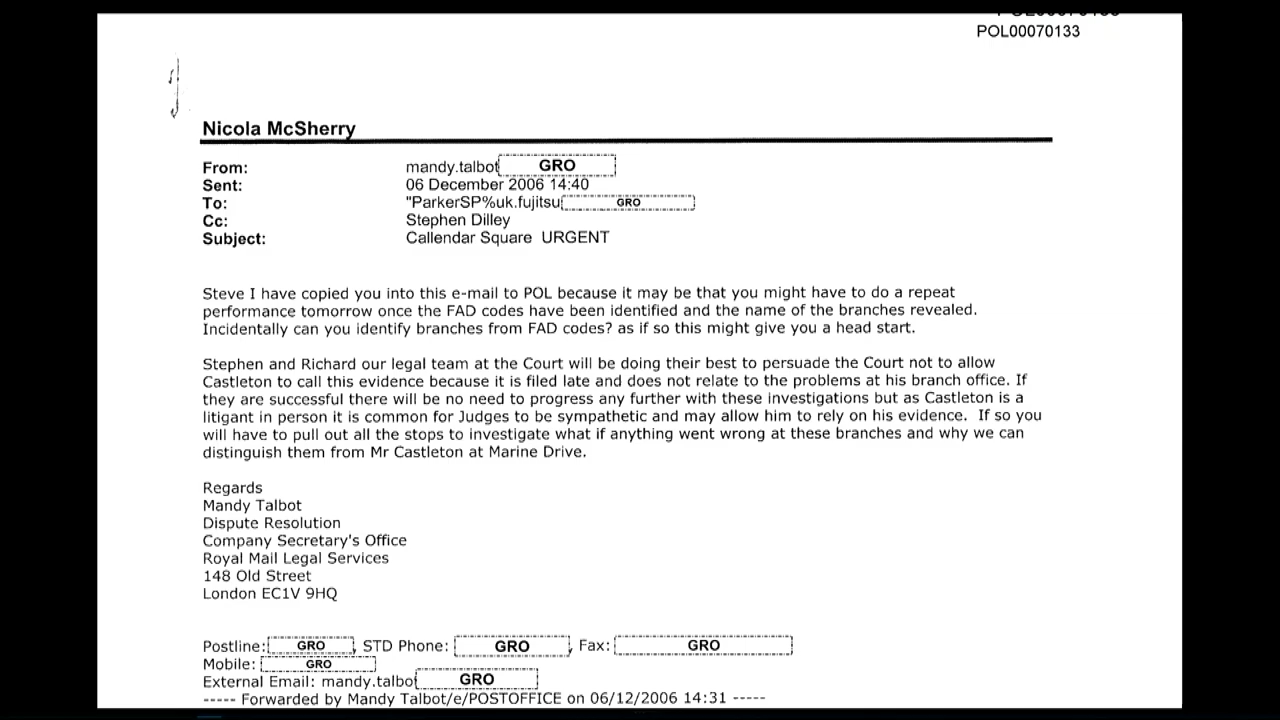 POL00070133
Nicola McSherry
From: mandy.talbot GRO
Sent: 06 December 2006 14:40
To: "ParkerSP%uk.fujitsu GRO
Cc: Stephen Dilley
Subject: Callendar Square URGENT
Steve I have copied you into this e-mail to POL because it may be that you might have to do a repeat
performance tomorrow once the FAD codes have been identified and the name of the branches revealed.
Incidentally can you identify branches from FAD codes? as if so this might give you a head start.
Stephen and Richard our legal team at the Court will be doing their best to persuade the Court not to allow
Castleton to call this evidence because it is filed late and does not relate to the problems at his branch office. If
they are successful there will be no need to progress any further with these investigations but as Castleton is a
litigant in person it is common for Judges to be sympathetic and may allow him to rely on his evidence. If so you
will have to pull out all the stops to investigate what if anything went wrong at these branches and why we can
distinguish them from Mr Castleton at Marine Drive.
Regards
Mandy Talbot
Dispute Resolution
Company Secretary's Office
Royal Mail Legal Services
148 Old Street
London EC1V 9HQ
Postline: GRO, STD Phone: GRO, Fax: GRO
Mobile: GRO
External Email: mandy.talbot GRO
----- Forwarded by Mandy Talbot/e/POSTOFFICE on 06/12/2006 14:31 -----